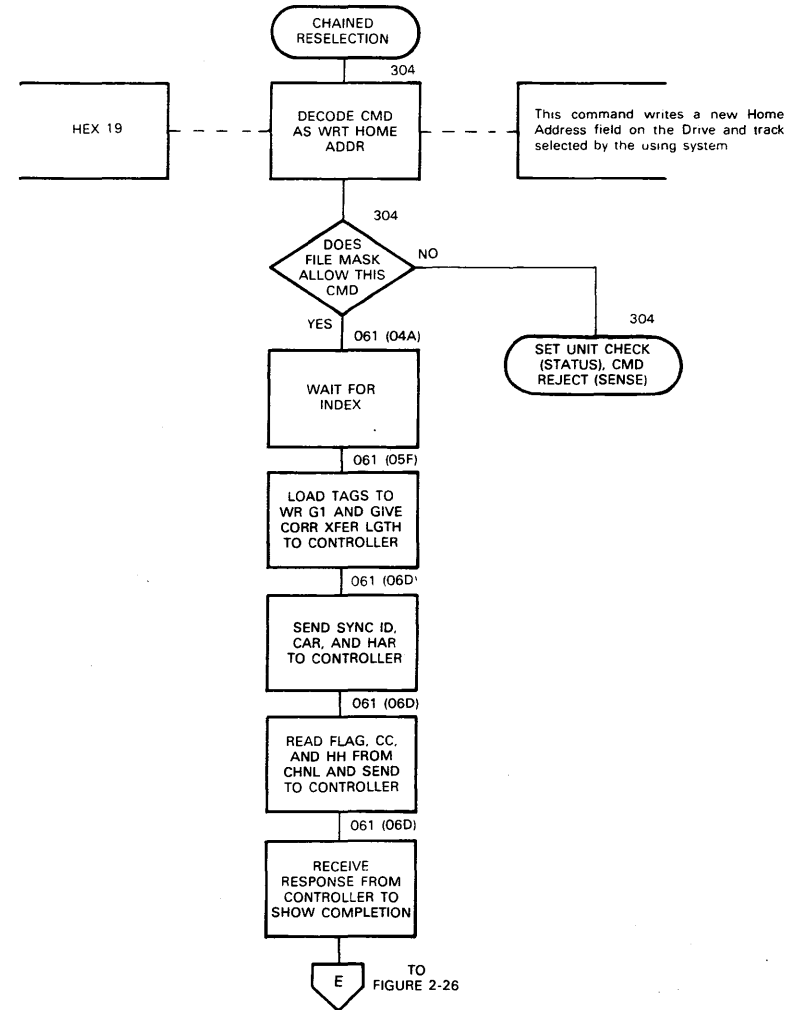 CHAINED
RESELECTION
304
HEX 19
DECODE CMD
AS WRT HOME
ADDR
This command writes a new Home
Address field on the Drive and track
selected by the using system
304
DOES
FILE MASK
ALLOW THIS
CMD
NO
YES
304
SET UNIT CHECK
(STATUS), CMD
REJECT (SENSE)
061 (04A)
WAIT FOR
INDEX
061 (05F)
LOAD TAGS TO
WR G1 AND GIVE
CORR XFER LGTH
TO CONTROLLER
061 (06D)
SEND SYNC ID,
CAR, AND HAR
TO CONTROLLER
061 (06D)
READ FLAG, CC,
AND HH FROM
CHNL AND SEND
TO CONTROLLER
061 (06D)
RECEIVE
RESPONSE FROM
CONTROLLER TO
SHOW COMPLETION
E
TO
FIGURE 2-26